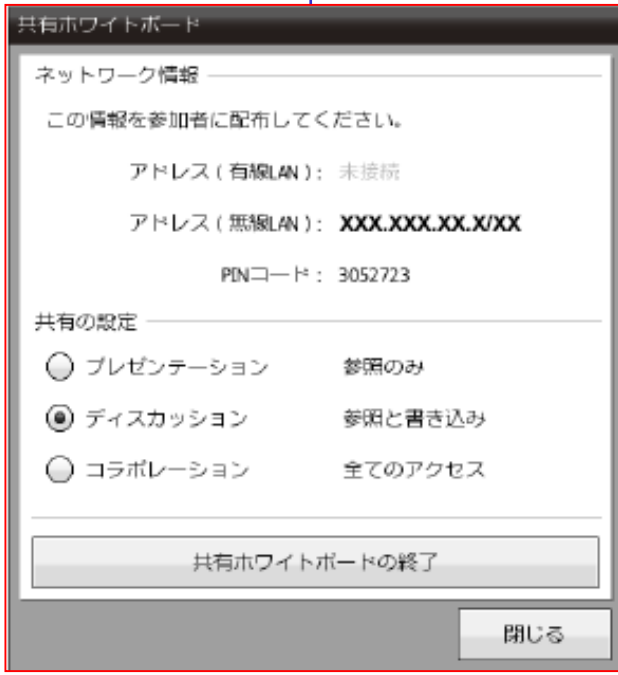 共有ホワイトボード
ネットワーク情報
この情報を参加者に配布してください。
アドレス ( 有線LAN ) : 未接続
アドレス ( 無線LAN ) : XXX.XXX.XX.X/XX
PINコード : 3052723
共有の設定
プレゼンテーション 参照のみ
ディスカッション 参照と書き込み
コラボレーション 全てのアクセス
共有ホワイトボードの終了
閉じる